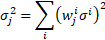 σ_j^2 = ∑_i (w_j^i σ^i)^2